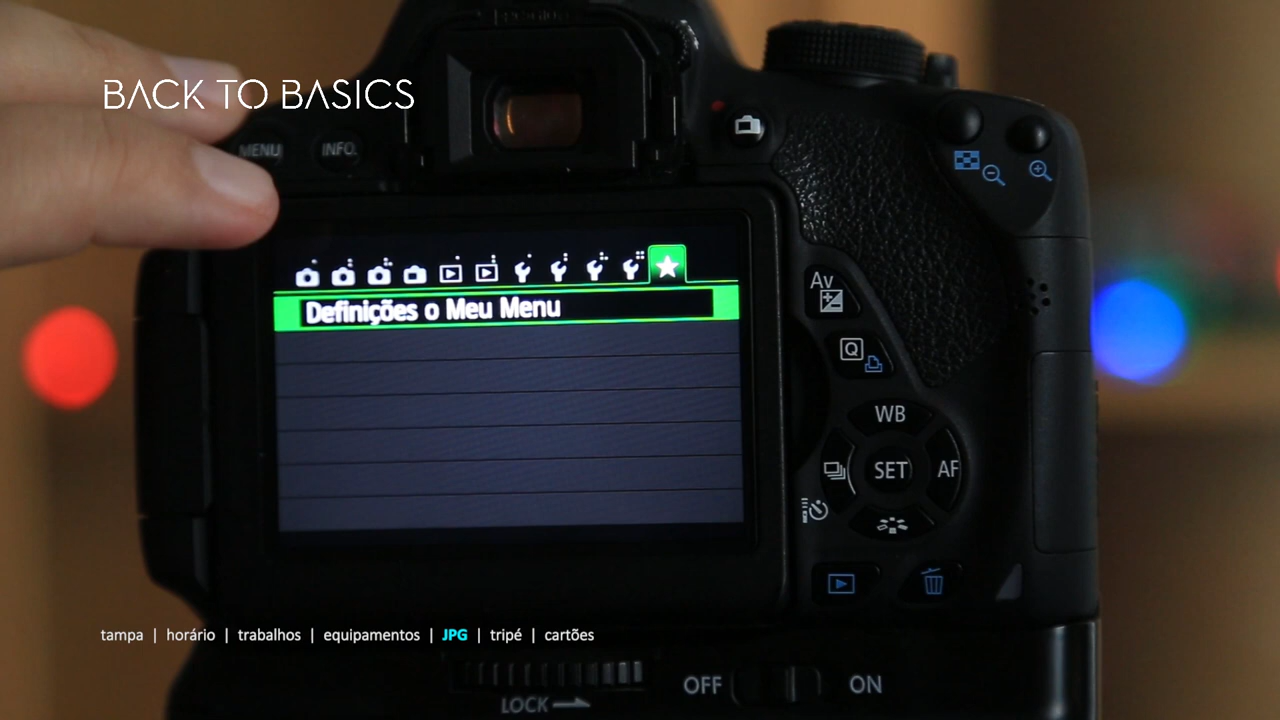 BACK TO BASICS
MENU
INFO.
Definições o Meu Menu
Av
Q
WB
SET
AF
tampa | horário | trabalhos | equipamentos | JPG | tripé | cartões
OFF
ON
LOCK